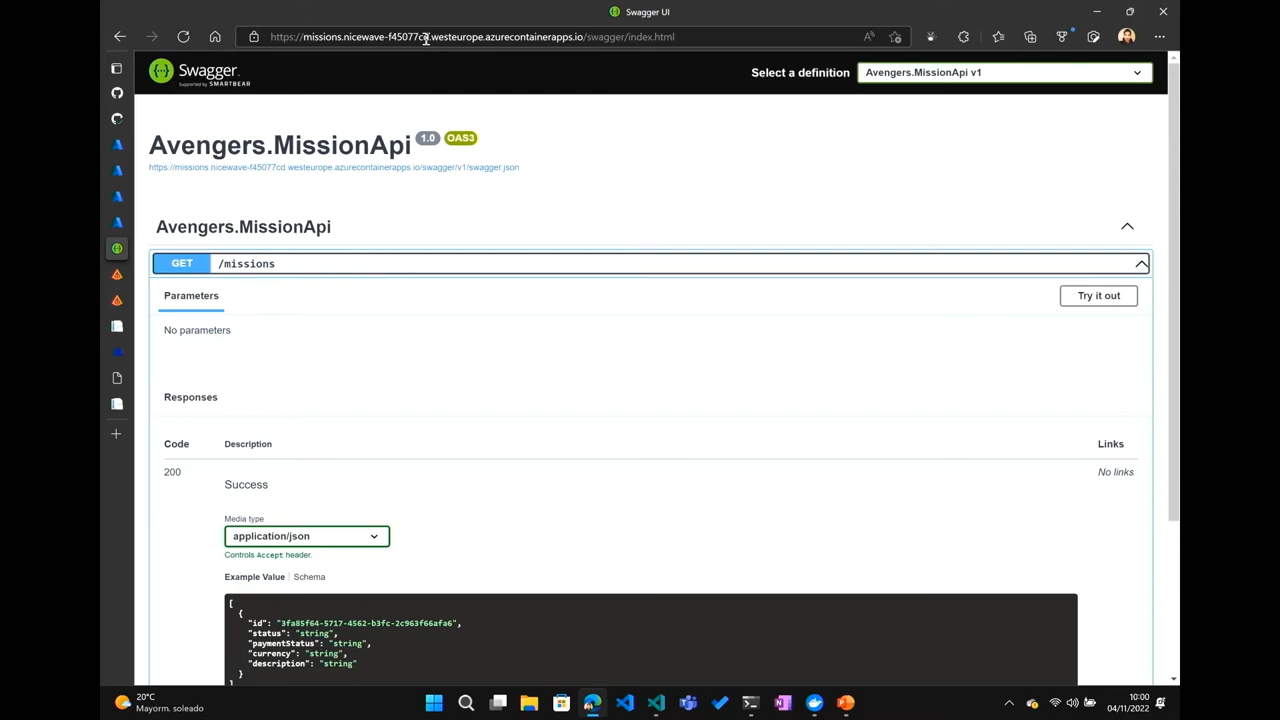 Swagger UI
https://missions.nicewave-f45077cd.westeurope.azurecontainerapps.io/swagger/index.html
Swagger
Supported by SMARTBEAR
Select a definition
Avengers.MissionApi v1
Avengers.MissionApi 1.0 OAS3
https://missions.nicewave-f45077cd.westeurope.azurecontainerapps.io/swagger/v1/swagger.json
Avengers.MissionApi
GET /missions
Parameters
Try it out
No parameters
Responses
Code Description Links
200 No links
Success
Media type
application/json
Controls Accept header.
Example Value Schema
[
{
"id": "3fa85f64-5717-4562-b3fc-2c963f66afa6",
"status": "string",
"paymentStatus": "string",
"currency": "string",
"description": "string"
}
]
20°C
Mayorm. soleado
10:00
04/11/2022